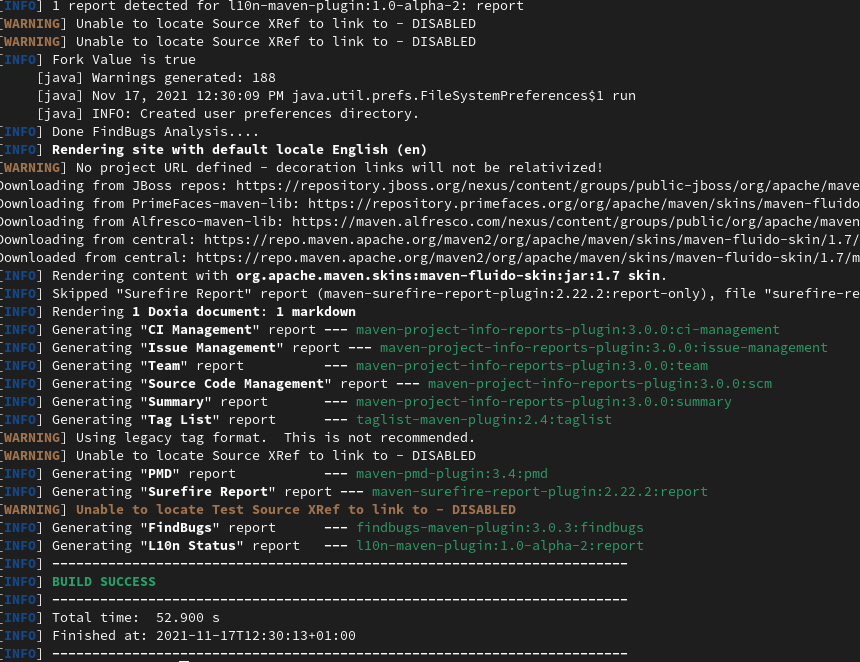 [INFO] 1 report detected for l10n-maven-plugin:1.0-alpha-2: report
[WARNING] Unable to locate Source XRef to link to - DISABLED
[WARNING] Unable to locate Source XRef to link to - DISABLED
[INFO] Fork Value is true
[java] Warnings generated: 188
[java] Nov 17, 2021 12:30:09 PM java.util.prefs.FileSystemPreferences$1 run
[java] INFO: Created user preferences directory.
[INFO] Done FindBugs Analysis....
[INFO] Rendering site with default locale English (en)
[WARNING] No project URL defined - decoration links will not be relativized!
Downloading from JBoss repos: https://repository.jboss.org/nexus/content/groups/public-jboss/org/apache/mave
Downloading from PrimeFaces-maven-lib: https://repository.primefaces.org/org/apache/maven/skins/maven-fluido
Downloading from Alfresco-maven-lib: https://maven.alfresco.com/nexus/content/groups/public/org/apache/maven
Downloading from central: https://repo.maven.apache.org/maven2/org/apache/maven/skins/maven-fluido-skin/1.7/
Downloaded from central: https://repo.maven.apache.org/maven2/org/apache/maven/skins/maven-fluido-skin/1.7/m
[INFO] Rendering content with org.apache.maven.skins:maven-fluido-skin:jar:1.7 skin.
[INFO] Skipped "Surefire Report" report (maven-surefire-report-plugin:2.22.2:report-only), file "surefire-re
[INFO] Rendering 1 Doxia document: 1 markdown
[INFO] Generating "CI Management" report --- maven-project-info-reports-plugin:3.0.0:ci-management
[INFO] Generating "Issue Management" report --- maven-project-info-reports-plugin:3.0.0:issue-management
[INFO] Generating "Team" report --- maven-project-info-reports-plugin:3.0.0:team
[INFO] Generating "Source Code Management" report --- maven-project-info-reports-plugin:3.0.0:scm
[INFO] Generating "Summary" report --- maven-project-info-reports-plugin:3.0.0:summary
[INFO] Generating "Tag List" report --- taglist-maven-plugin:2.4:taglist
[WARNING] Using legacy tag format.  This is not recommended.
[WARNING] Unable to locate Source XRef to link to - DISABLED
[INFO] Generating "PMD" report --- maven-pmd-plugin:3.4:pmd
[INFO] Generating "Surefire Report" report --- maven-surefire-report-plugin:2.22.2:report
[WARNING] Unable to locate Test Source XRef to link to - DISABLED
[INFO] Generating "FindBugs" report --- findbugs-maven-plugin:3.0.3:findbugs
[INFO] Generating "L10n Status" report --- l10n-maven-plugin:1.0-alpha-2:report
[INFO] ------------------------------------------------------------------------
[INFO] BUILD SUCCESS
[INFO] ------------------------------------------------------------------------
[INFO] Total time:  52.900 s
[INFO] Finished at: 2021-11-17T12:30:13+01:00
[INFO] ------------------------------------------------------------------------